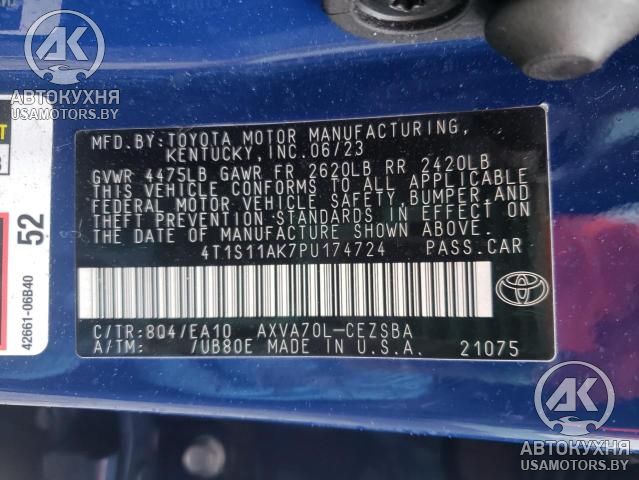 AK
АВТОКУХНЯ
USAMOTORS.BY
MFD.BY:TOYOTA MOTOR MANUFACTURING,
KENTUCKY,INC.06/23
GVWR 4475LB GAWR FR 2620LB RR 2420LB
THIS VEHICLE CONFORMS TO ALL APPLICABLE
FEDERAL MOTOR VEHICLE SAFETY,BUMPER,AND
THEFT PREVENTION STANDARDS IN EFFECT ON
THE DATE OF MANUFACTURE SHOWN ABOVE.
4T1S11AK7PU174724 PASS.CAR
C/TR:8Q4/EA10 AXVA70L-CEZSBA
A/TM: /UB80E MADE IN U.S.A. 21075
52
42661-06B40
AK
АВТОКУХНЯ
USAMOTORS.BY